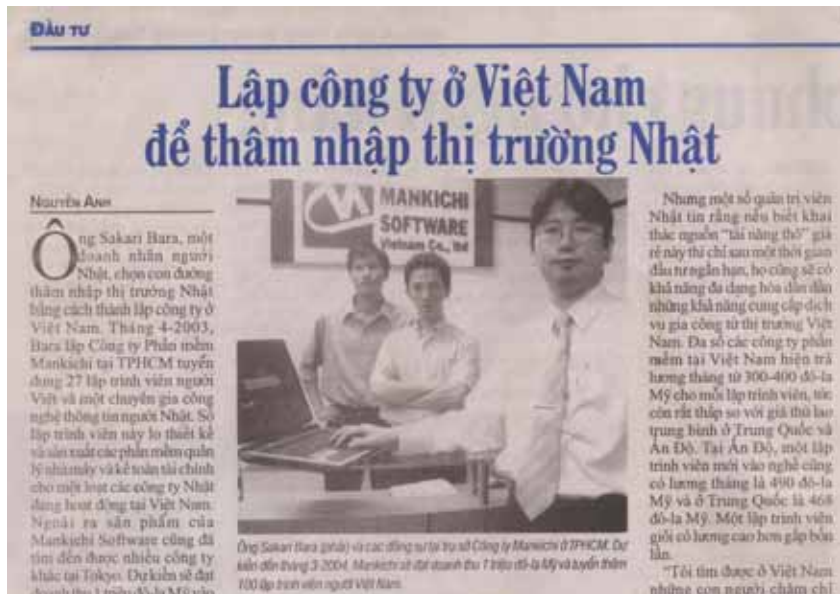 ĐẦU TƯ
Lập công ty ở Việt Nam
để thâm nhập thị trường Nhật
NGUYÊN ANH
Ông Sakari Bara, một
doanh nhân người
Nhật, chọn con đường
thâm nhập thị trường Nhật
bằng cách thành lập công ty ở
Việt Nam. Tháng 4-2003,
Bara lập Công ty Phần mềm
Mankichi tại TPHCM tuyển
dụng 27 lập trình viên người
Việt và một chuyên gia công
nghệ thông tin người Nhật. Số
lập trình viên này lo thiết kế
và sản xuất các phần mềm quản
lý nhà máy và kế toán tài chính
cho một loạt các công ty Nhật
đang hoạt động tại Việt Nam.
Ngoài ra sản phẩm của
Mankichi Software cũng đã
tìm đến được nhiều công ty
khác tại Tokyo. Dự kiến sẽ đạt
doanh thu 1 triệu đô-la Mỹ vào
MANKICHI
SOFTWARE
Vietnam Co., ltd
Ông Sakari Bara (phải) và các đồng sự tại trụ sở Công ty Mankichi ở TPHCM. Dự
kiến đến tháng 3-2004, Mankichi sẽ đạt doanh thu 1 triệu đô-la Mỹ và tuyển thêm
100 lập trình viên người Việt Nam.
Nhưng một số quản trị viên
Nhật tin rằng nếu biết khai
thác nguồn "tài năng thô" giá
rẻ này thì chỉ sau một thời gian
đầu tư ngắn hạn, họ cũng sẽ có
khả năng đa dạng hóa dần dần
những khả năng cung cấp dịch
vụ gia công từ thị trường Việt
Nam. Đa số các công ty phần
mềm tại Việt Nam hiện trả
lương tháng từ 300-400 đô-la
Mỹ cho mỗi lập trình viên, tức
còn rất thấp so với giá thù lao
trung bình ở Trung Quốc và
Ấn Độ. Tại Ấn Độ, một lập
trình viên mới vào nghề cũng
có lương tháng là 490 đô-la
Mỹ và ở Trung Quốc là 468
đô-la Mỹ. Một lập trình viên
giỏi có lương cao hơn gấp bốn
lần.
"Tôi tìm được ở Việt Nam
những con người chăm chỉ